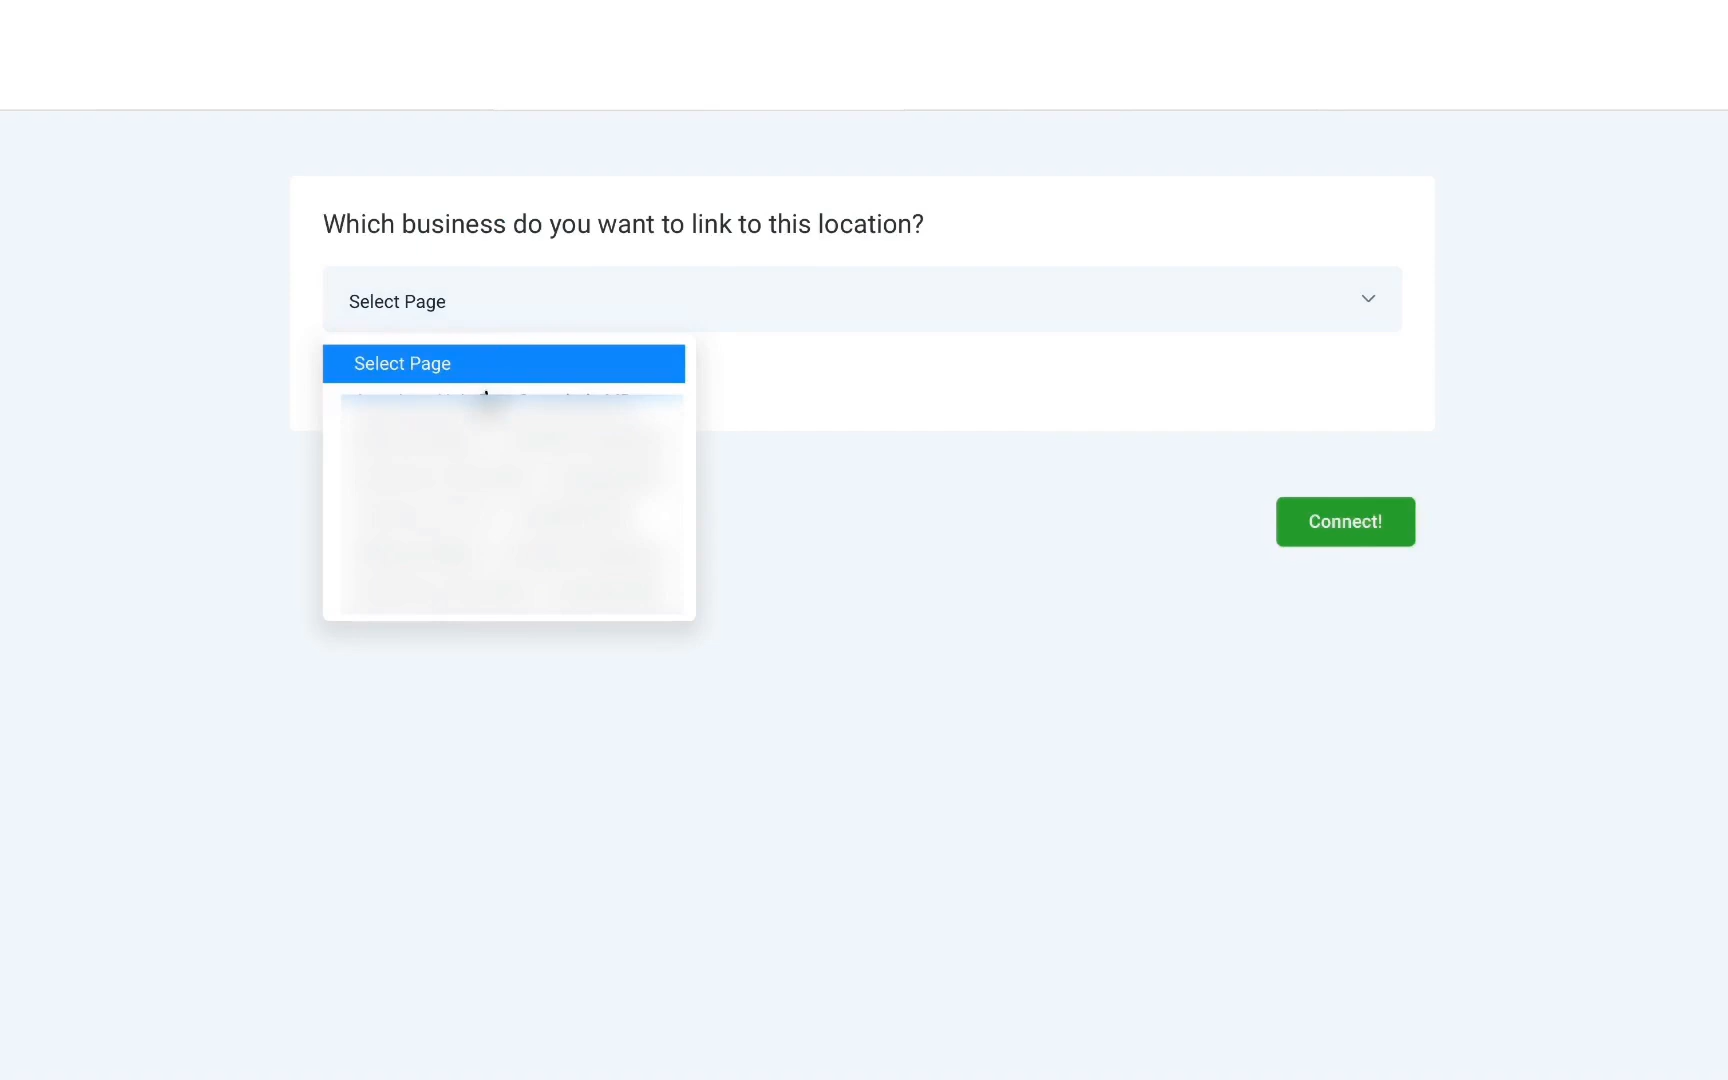 Which business do you want to link to this location?
Select Page
Select Page
Connect!